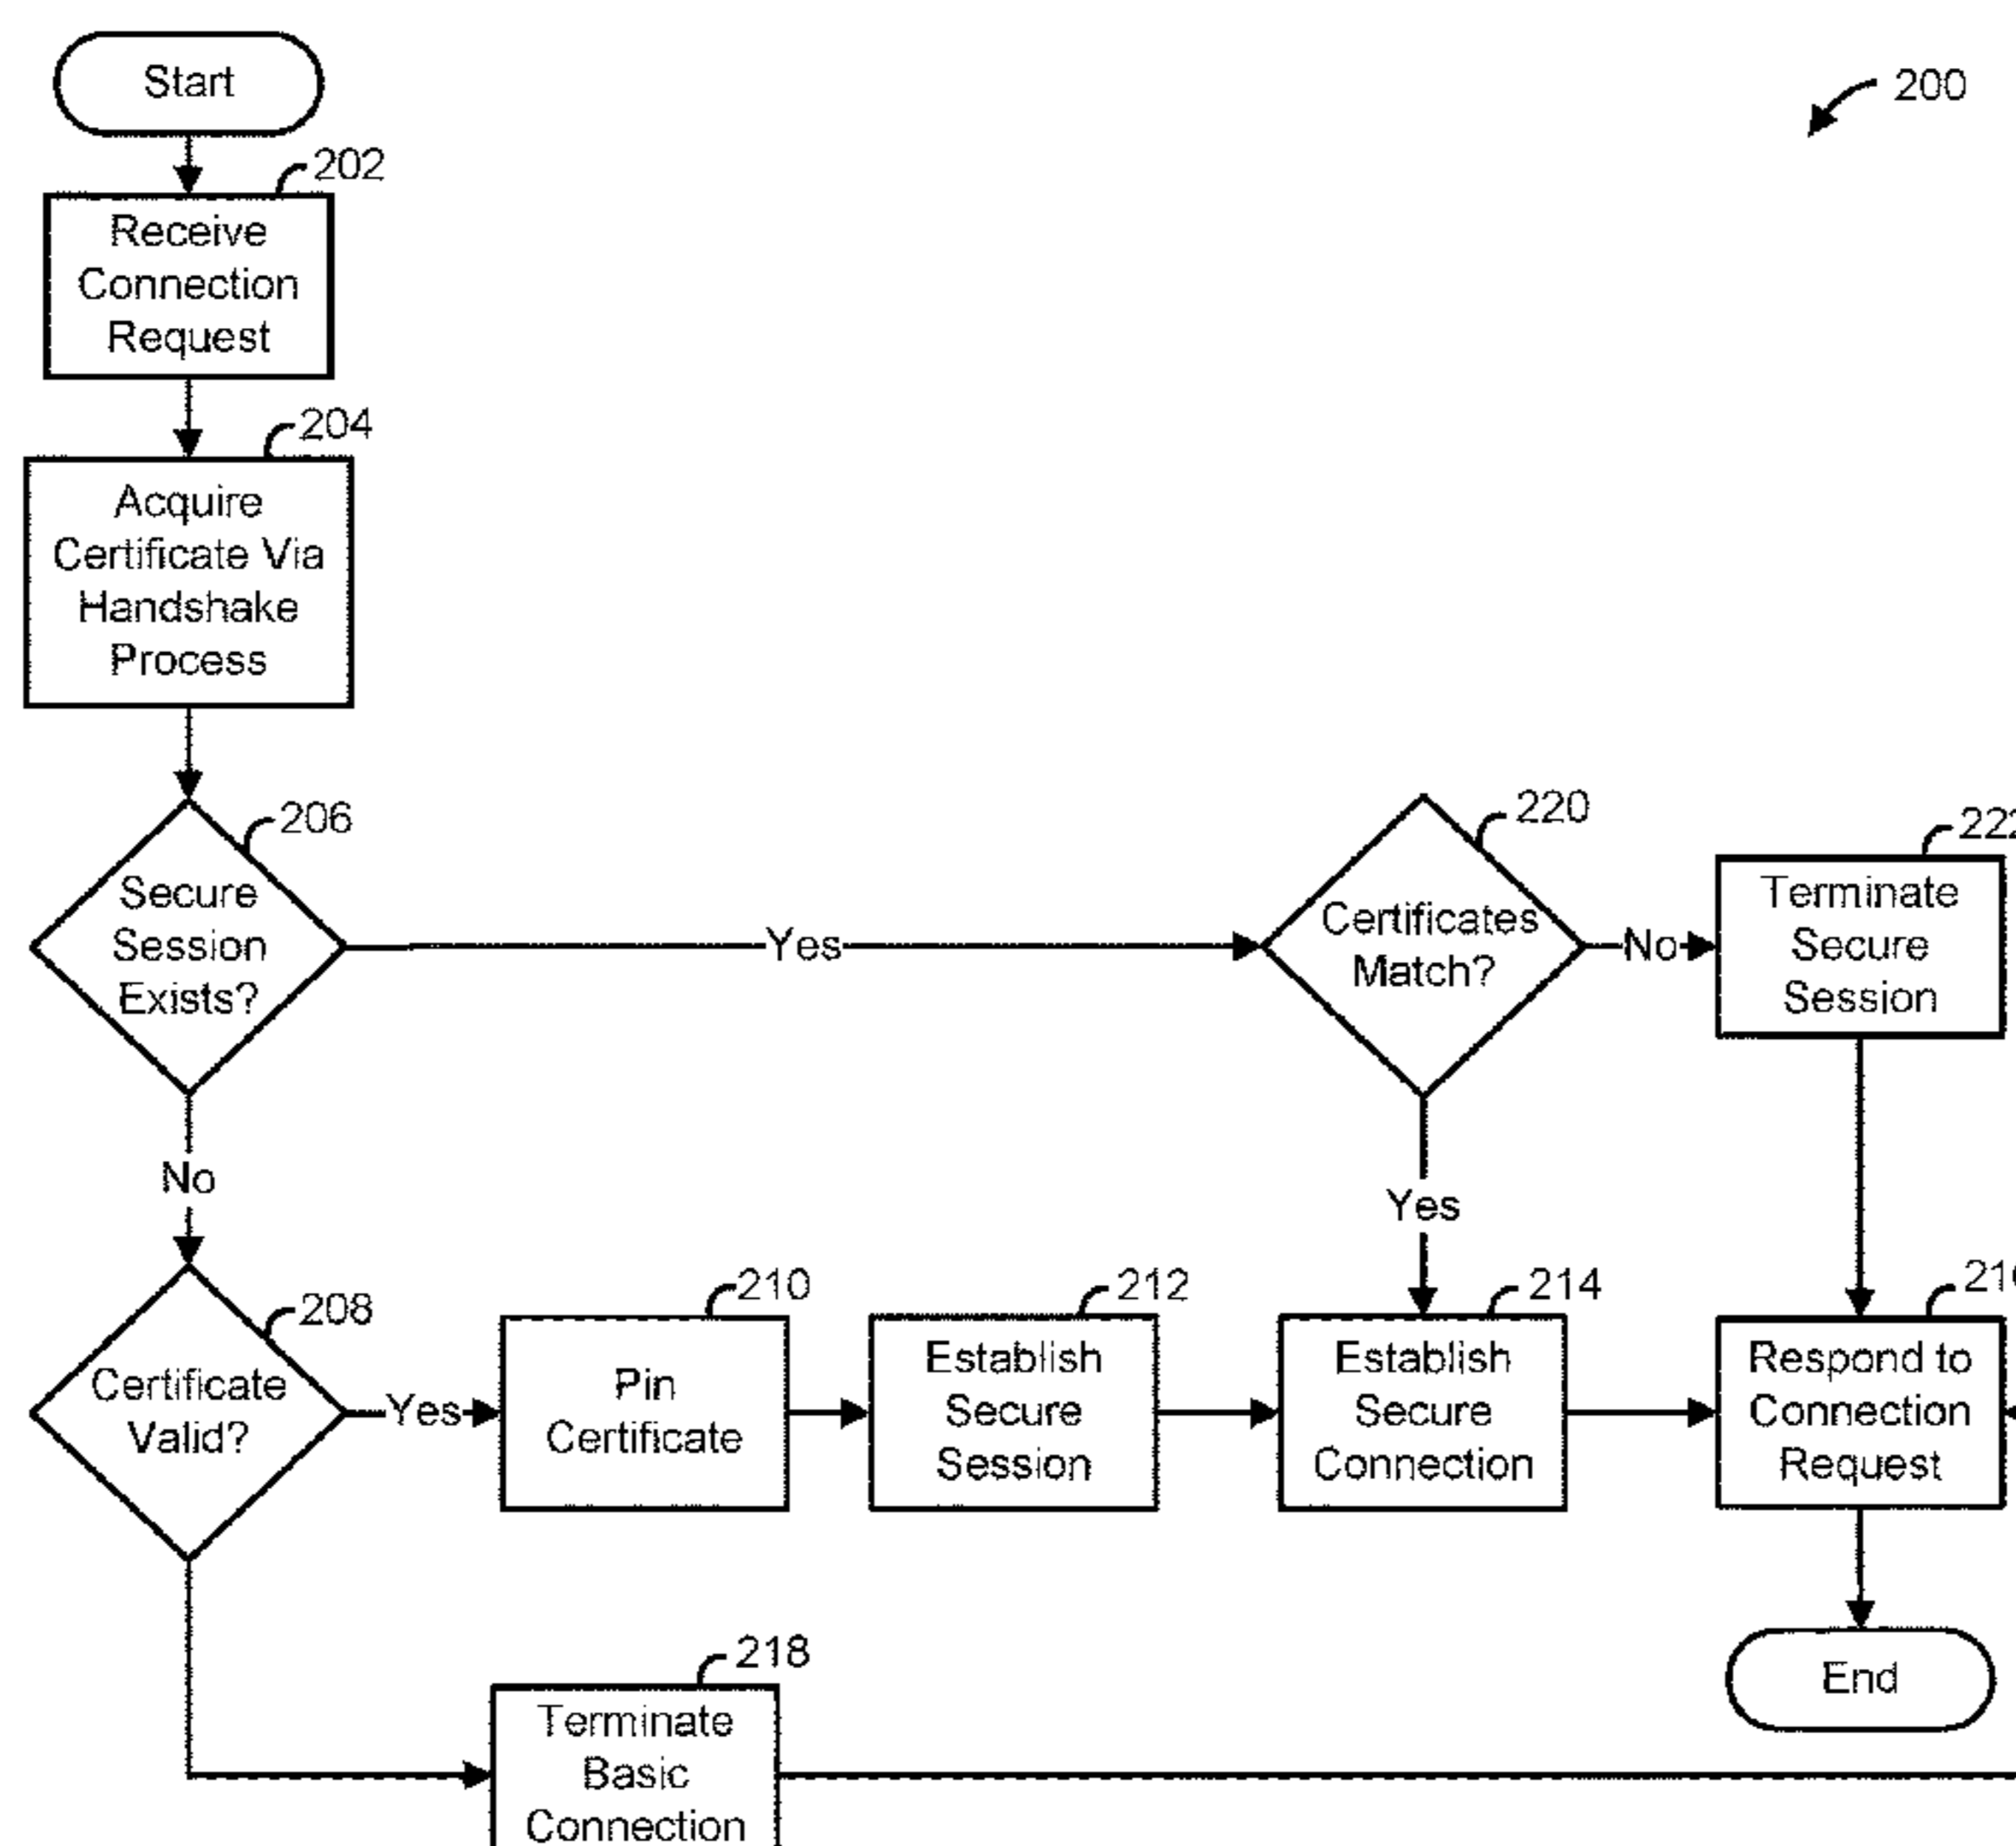 Start
200
202
Receive
Connection
Request
204
Acquire
Certificate Via
Handshake
Process
206
Secure
Session
Exists?
Yes
220
Certificates
Match?
No
222
Terminate
Secure
Session
No
Yes
208
Certificate
Valid?
Yes
210
Pin
Certificate
212
Establish
Secure
Session
214
Establish
Secure
Connection
216
Respond to
Connection
Request
218
Terminate
Basic
Connection
End